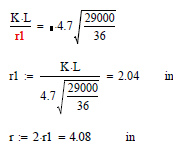 K·L/r1 = ▪·4.7√(29000/36)
r1 := K·L/(4.7√(29000/36)) = 2.04 in
r := 2·r1 = 4.08 in